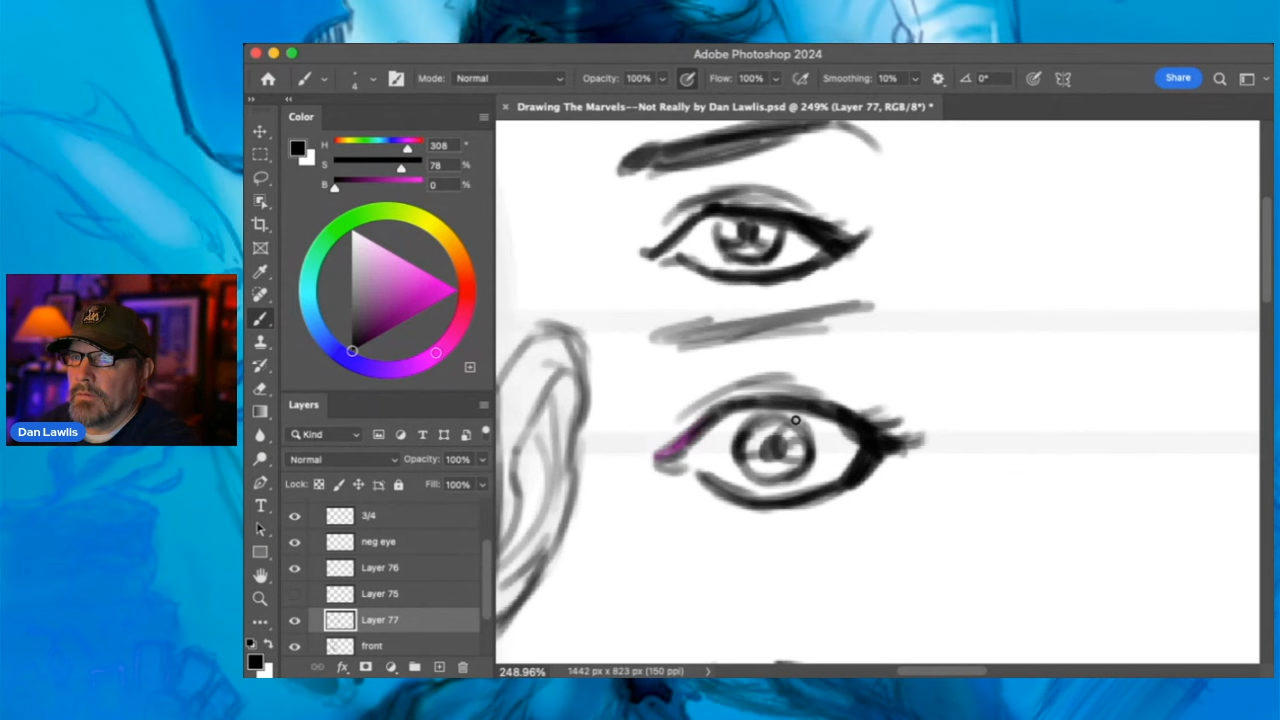 Adobe Photoshop 2024
4
Mode: Normal
Opacity: 100%
Flow: 100%
Smoothing: 10%
0°
Share
Drawing The Marvels--Not Really by Dan Lawlis.psd @ 249% (Layer 77, RGB/8*) *
Color
H 308 °
S 78 %
B 0 %
Layers
Kind
Normal
Opacity: 100%
Lock:
Fill: 100%
3/4
neg eye
Layer 76
Layer 75
Layer 77
front
248.96%
1442 px x 823 px (150 ppi)
Dan Lawlis